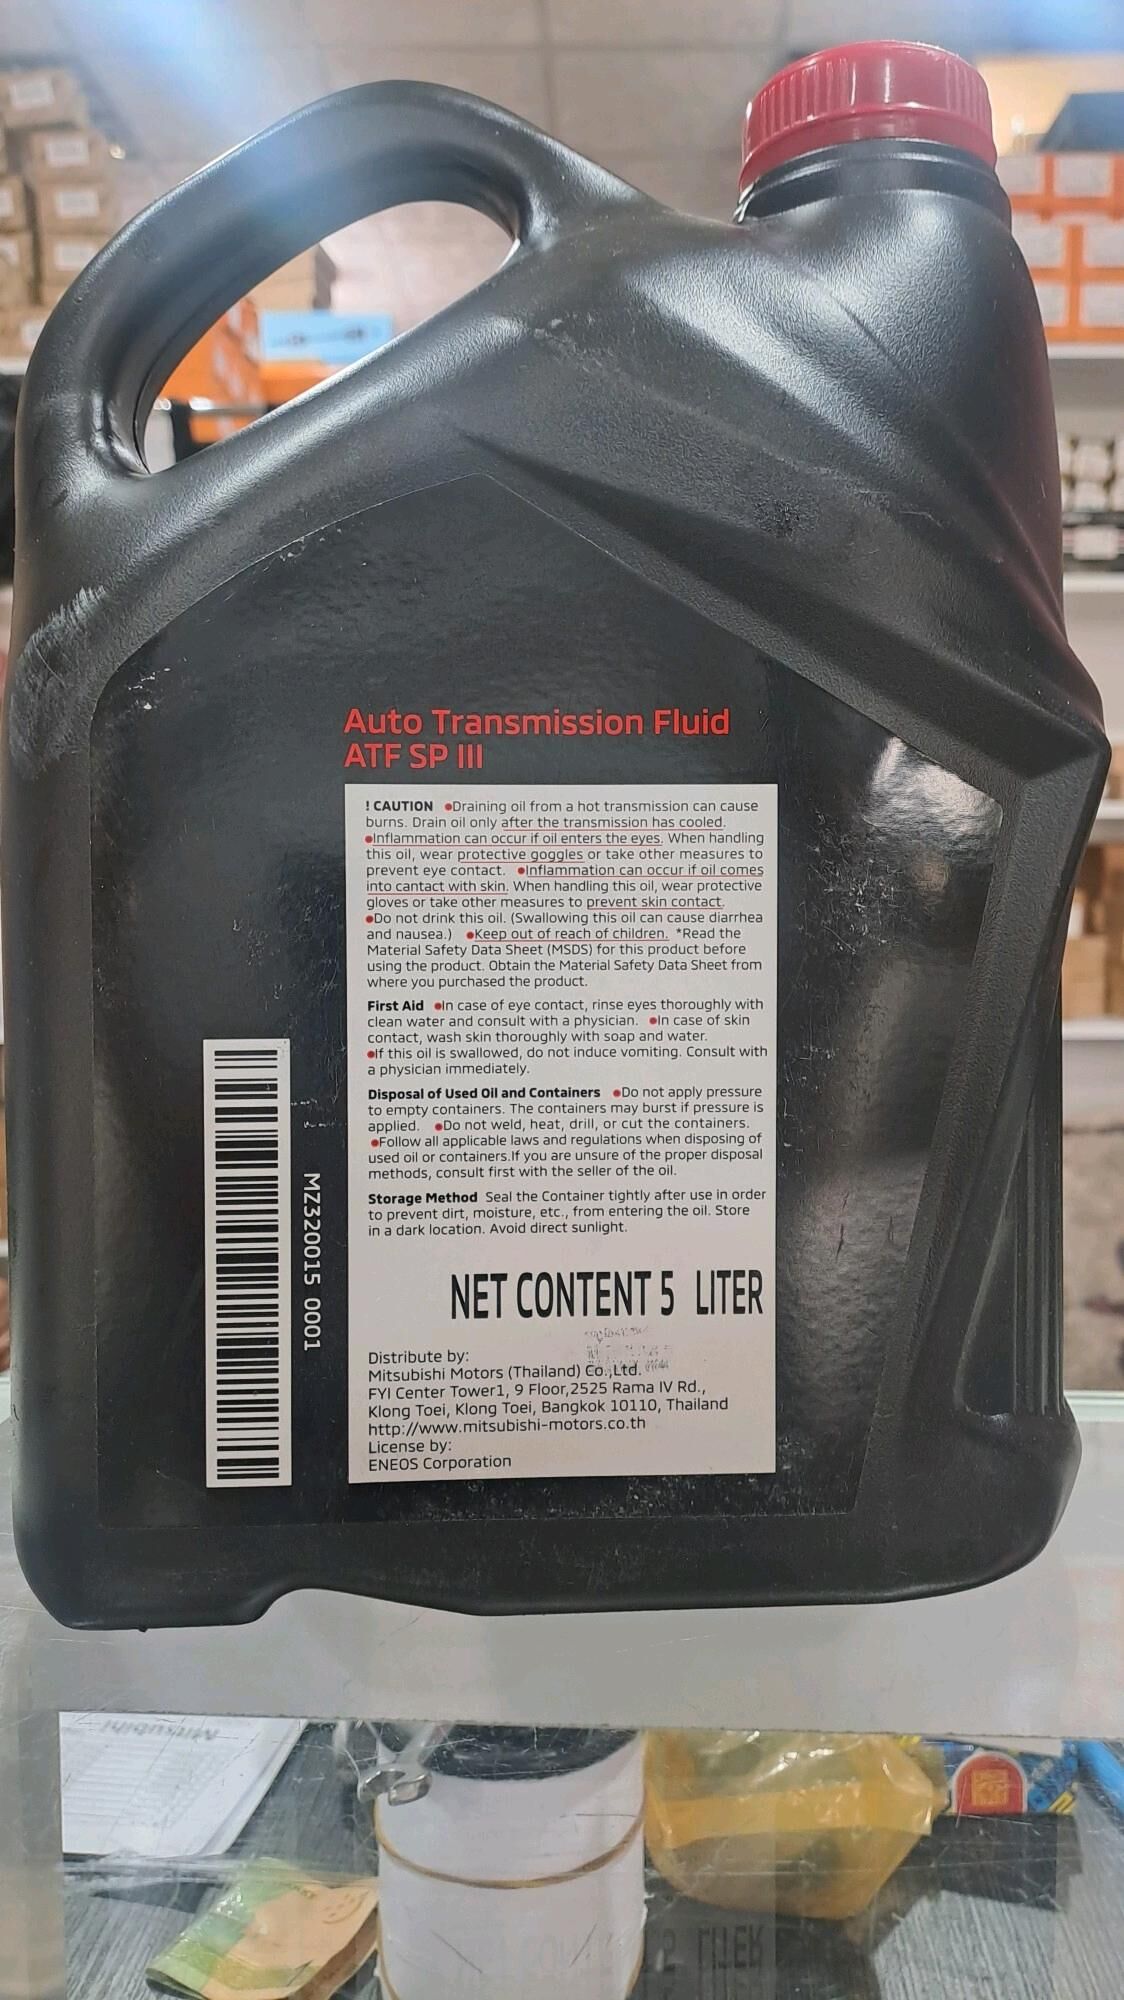 Auto Transmission Fluid
ATF SP III
! CAUTION ●Draining oil from a hot transmission can cause
burns. Drain oil only after the transmission has cooled.
●Inflammation can occur if oil enters the eyes. When handling
this oil, wear protective goggles or take other measures to
prevent eye contact. ●Inflammation can occur if oil comes
into cantact with skin. When handling this oil, wear protective
gloves or take other measures to prevent skin contact.
●Do not drink this oil. (Swallowing this oil can cause diarrhea
and nausea.) ●Keep out of reach of children. *Read the
Material Safety Data Sheet (MSDS) for this product before
using the product. Obtain the Material Safety Data Sheet from
where you purchased the product.
First Aid ●In case of eye contact, rinse eyes thoroughly with
clean water and consult with a physician. ●In case of skin
contact, wash skin thoroughly with soap and water.
●If this oil is swallowed, do not induce vomiting. Consult with
a physician immediately.
Disposal of Used Oil and Containers ●Do not apply pressure
to empty containers. The containers may burst if pressure is
applied. ●Do not weld, heat, drill, or cut the containers.
●Follow all applicable laws and regulations when disposing of
used oil or containers.If you are unsure of the proper disposal
methods, consult first with the seller of the oil.
Storage Method Seal the Container tightly after use in order
to prevent dirt, moisture, etc., from entering the oil. Store
in a dark location. Avoid direct sunlight.
NET CONTENT 5 LITER
Distribute by:
Mitsubishi Motors (Thailand) Co.,Ltd.
FYI Center Tower1, 9 Floor,2525 Rama IV Rd.,
Klong Toei, Klong Toei, Bangkok 10110, Thailand
http://www.mitsubishi-motors.co.th
License by:
ENEOS Corporation
MZ320015 0001